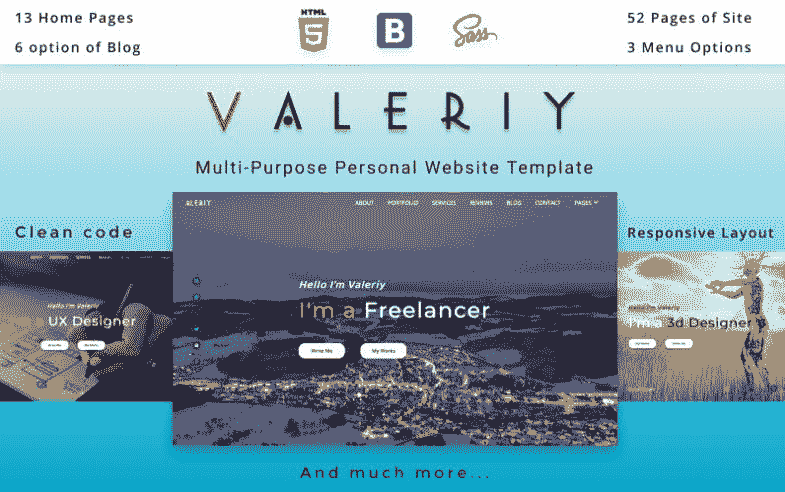 13 Home Pages
6 option of Blog
HTML
5
B
Sass
52 Pages of Site
3 Menu Options
VALERIY
Multi-Purpose Personal Website Template
Clean code
Responsive Layout
ALERIY
ABOUT PORTFOLIO SERVICES REVIEWS BLOG CONTACT PAGES
Hello I'm Valeriy
I'm a Freelancer
Write Me My Works
Hello I'm Valeriy
UX Designer
3d Designer
And much more...